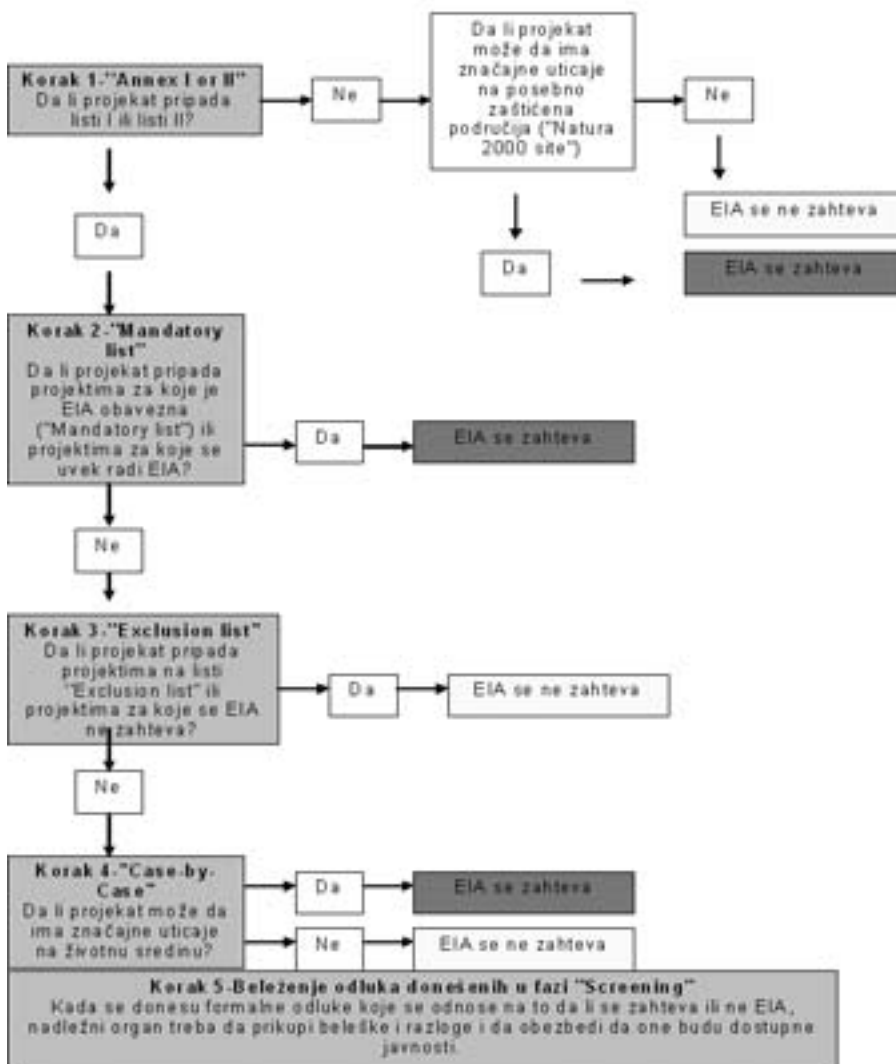 Korak 1-"Annex I or II"
Da li projekat pripada
listi I ili listi II?
Ne
Da li projekat
može da ima
značajne uticaje
na posebno
zaštićena
područija ("Natura
2000 site")
Ne
EIA se ne zahteva
Da
EIA se zahteva
Da
Korak 2-"Mandatory
list"
Da li projekat pripada
projektima za koje je
EIA obavezna
("Mandatory list") ili
projektima za koje se
uvek radi EIA?
Da
EIA se zahteva
Ne
Korak 3-"Exclusion list"
Da li projekat pripada
projektima na listi
"Exclusion list" ili
projektima za koje se EIA
ne zahteva?
Da
EIA se ne zahteva
Ne
Korak 4-"Case-by-
Case"
Da li projekat može da
ima značajne uticaje
na životnu sredinu?
Da
EIA se zahteva
Ne
EIA se ne zahteva
Korak 5-Beleženje odluka donešenih u fazi "Screening"
Kada se donesu formalne odluke koje se odnose na to da li se zahteva ili ne EIA,
nadležni organ treba da prikupi beleške i razloge i da obezbedi da one budu dostupne
javnosti.